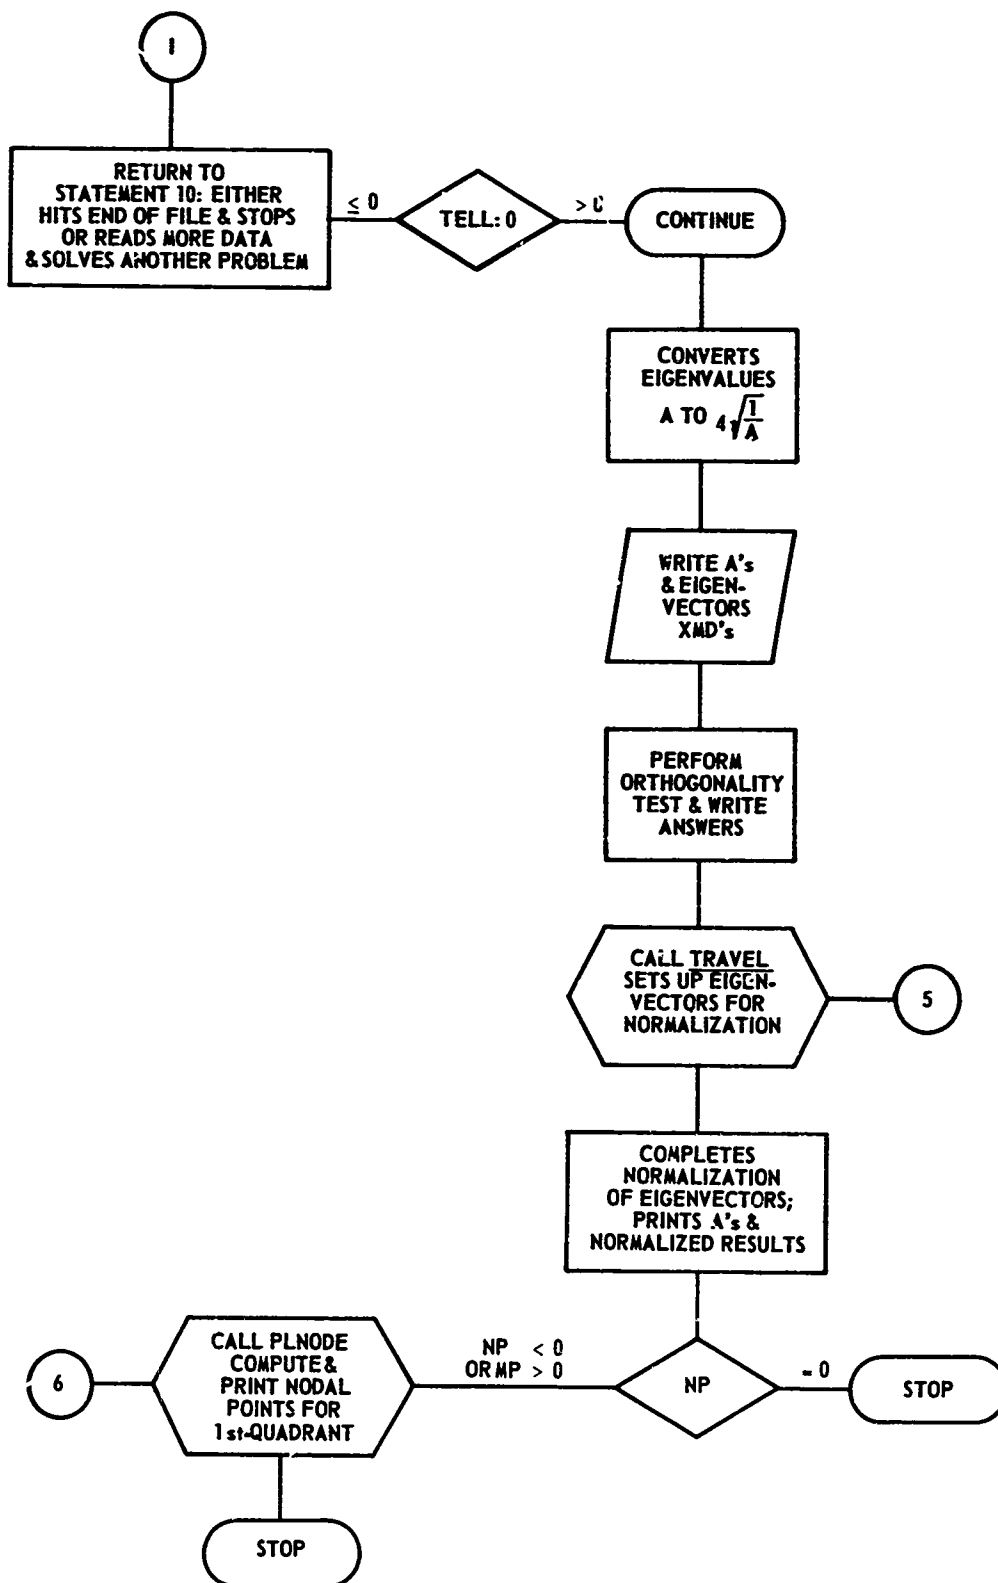 1
RETURN TO
STATEMENT 10: EITHER
HITS END OF FILE & STOPS
OR READS MORE DATA
& SOLVES ANOTHER PROBLEM
≤ 0
TELL: 0
> 0
CONTINUE
CONVERTS
EIGENVALUES
A TO 4√1/A
WRITE A's
& EIGEN-
VECTORS
XMD's
PERFORM
ORTHOGONALITY
TEST & WRITE
ANSWERS
CALL TRAVEL
SETS UP EIGEN-
VECTORS FOR
NORMALIZATION
5
COMPLETES
NORMALIZATION
OF EIGENVECTORS;
PRINTS A's &
NORMALIZED RESULTS
6
CALL PLNODE
COMPUTE &
PRINT NODAL
POINTS FOR
1st-QUADRANT
NP < 0
OR MP > 0
NP
= 0
STOP
STOP